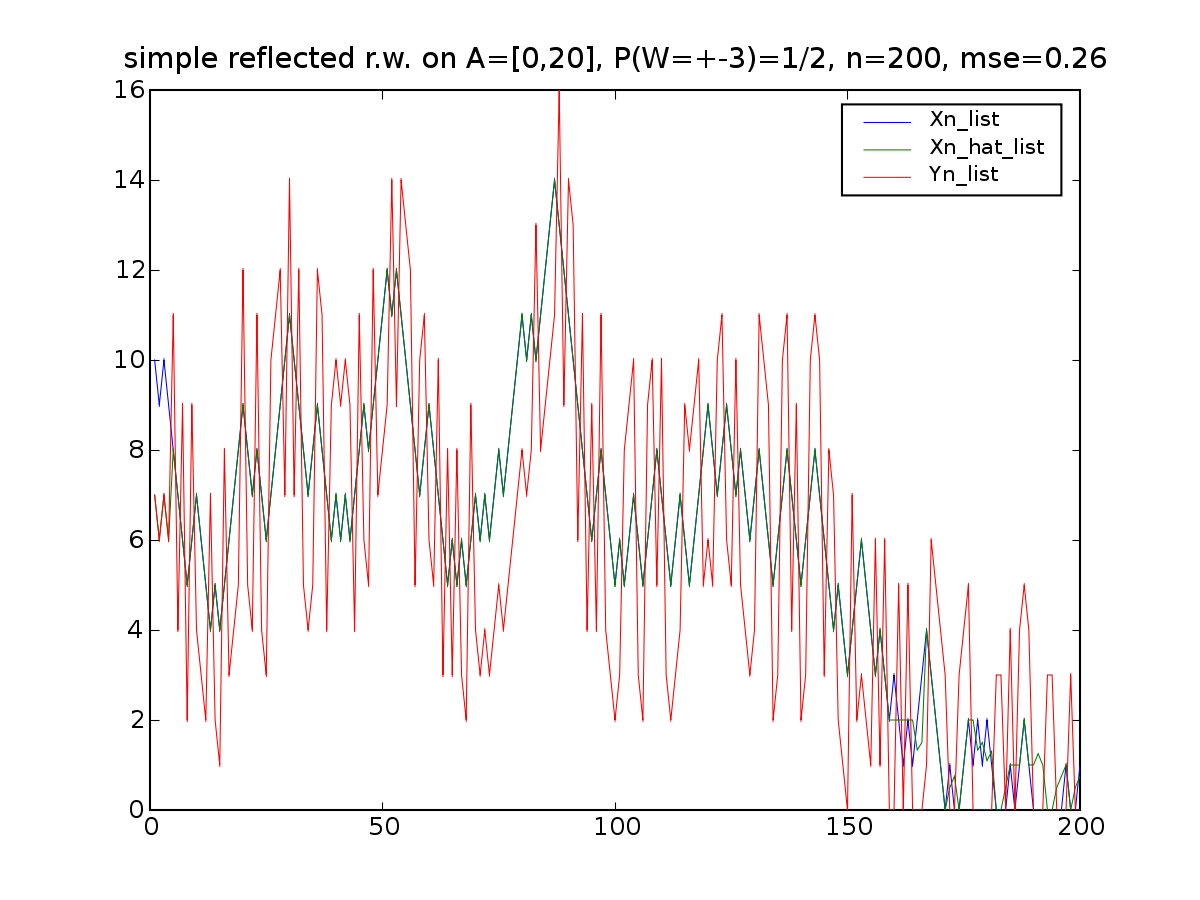 simple reflected r.w. on A=[0,20], P(W=+-3)=1/2, n=200, mse=0.26
16
Xn_list
Xn_hat_list
Yn_list
14
12
10
8
6
4
2
0
0 50 100 150 200